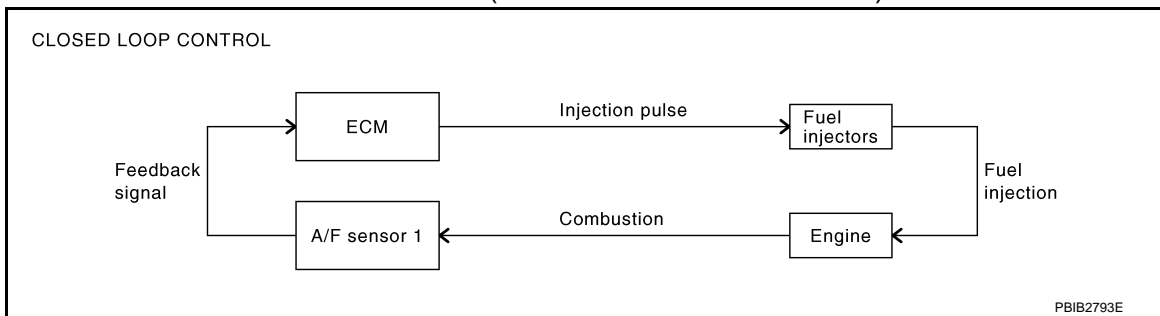 CLOSED LOOP CONTROL
ECM
Injection pulse
Fuel
injectors
Feedback
signal
Fuel
injection
A/F sensor 1
Combustion
Engine
PBIB2793E